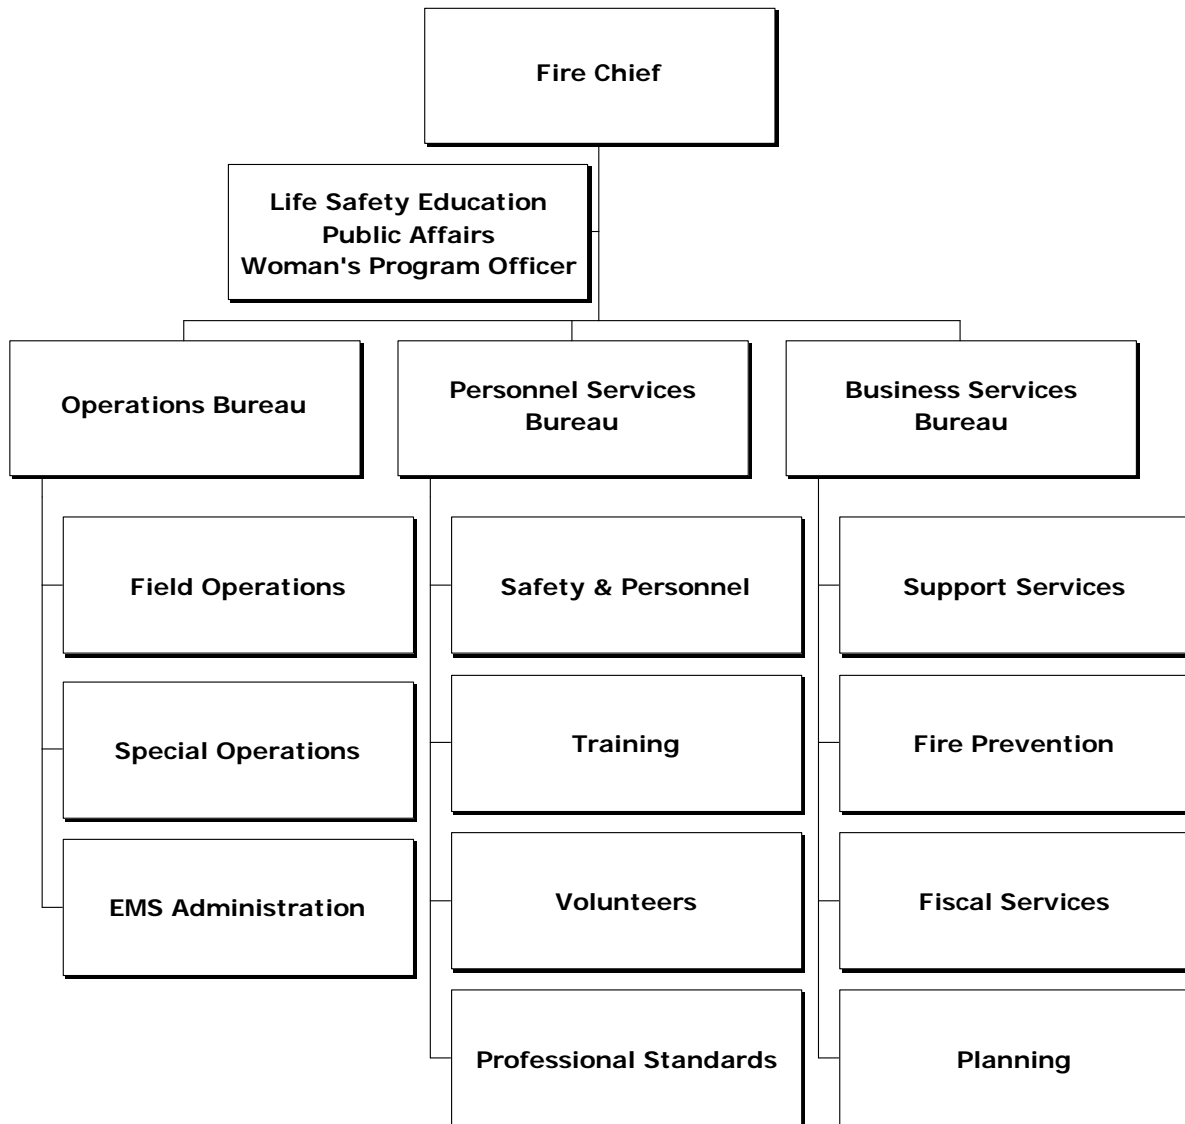 Fire Chief
Life Safety Education
Public Affairs
Woman's Program Officer
Operations Bureau
Personnel Services
Bureau
Business Services
Bureau
Field Operations
Safety & Personnel
Support Services
Special Operations
Training
Fire Prevention
EMS Administration
Volunteers
Fiscal Services
Professional Standards
Planning